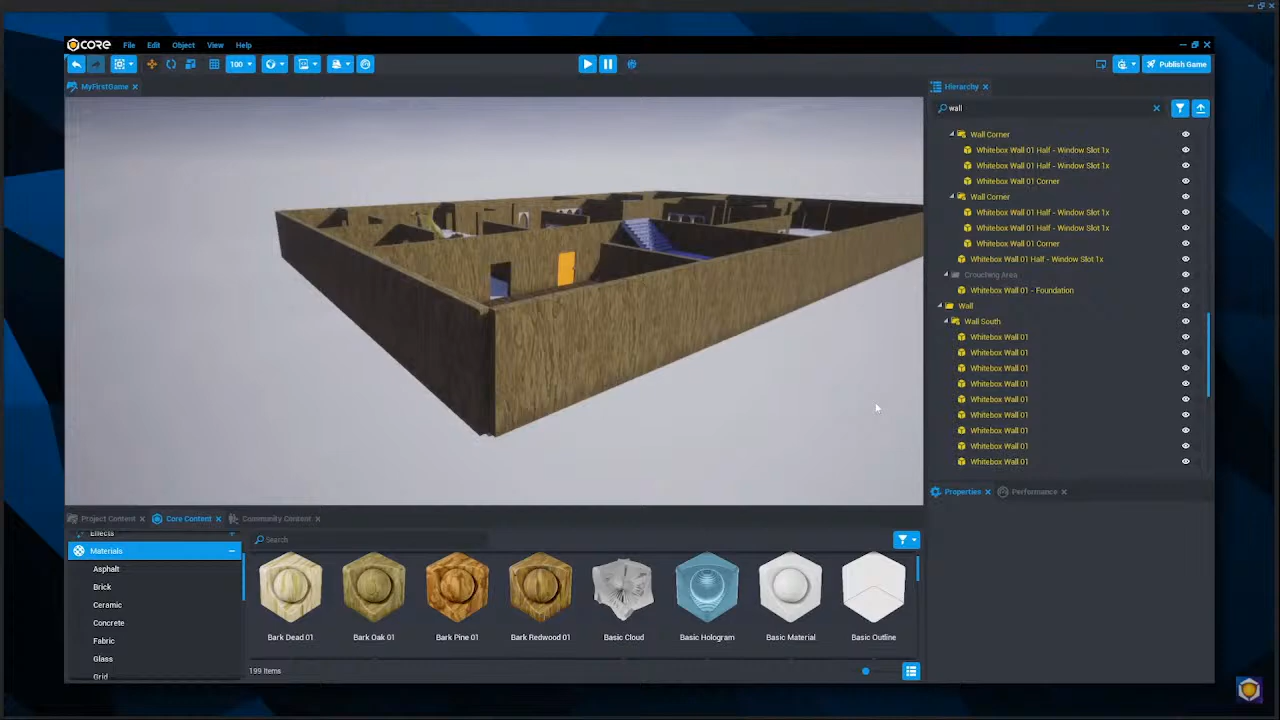 CORE File Edit Object View Help
100 Publish Game
MyFirstGame
Hierarchy
wall
Wall Corner
Whitebox Wall 01 Half - Window Slot 1x
Whitebox Wall 01 Half - Window Slot 1x
Whitebox Wall 01 Corner
Wall Corner
Whitebox Wall 01 Half - Window Slot 1x
Whitebox Wall 01 Half - Window Slot 1x
Whitebox Wall 01 Corner
Whitebox Wall 01 Half - Window Slot 1x
Crouching Area
Whitebox Wall 01 - Foundation
Wall
Wall South
Whitebox Wall 01
Whitebox Wall 01
Whitebox Wall 01
Whitebox Wall 01
Whitebox Wall 01
Whitebox Wall 01
Whitebox Wall 01
Whitebox Wall 01
Whitebox Wall 01
Properties Performance
Project Content Core Content Community Content
Effects
Materials
Asphalt
Brick
Ceramic
Concrete
Fabric
Glass
Grid
Search
Bark Dead 01 Bark Oak 01 Bark Pine 01 Bark Redwood 01 Basic Cloud Basic Hologram Basic Material Basic Outline
199 Items